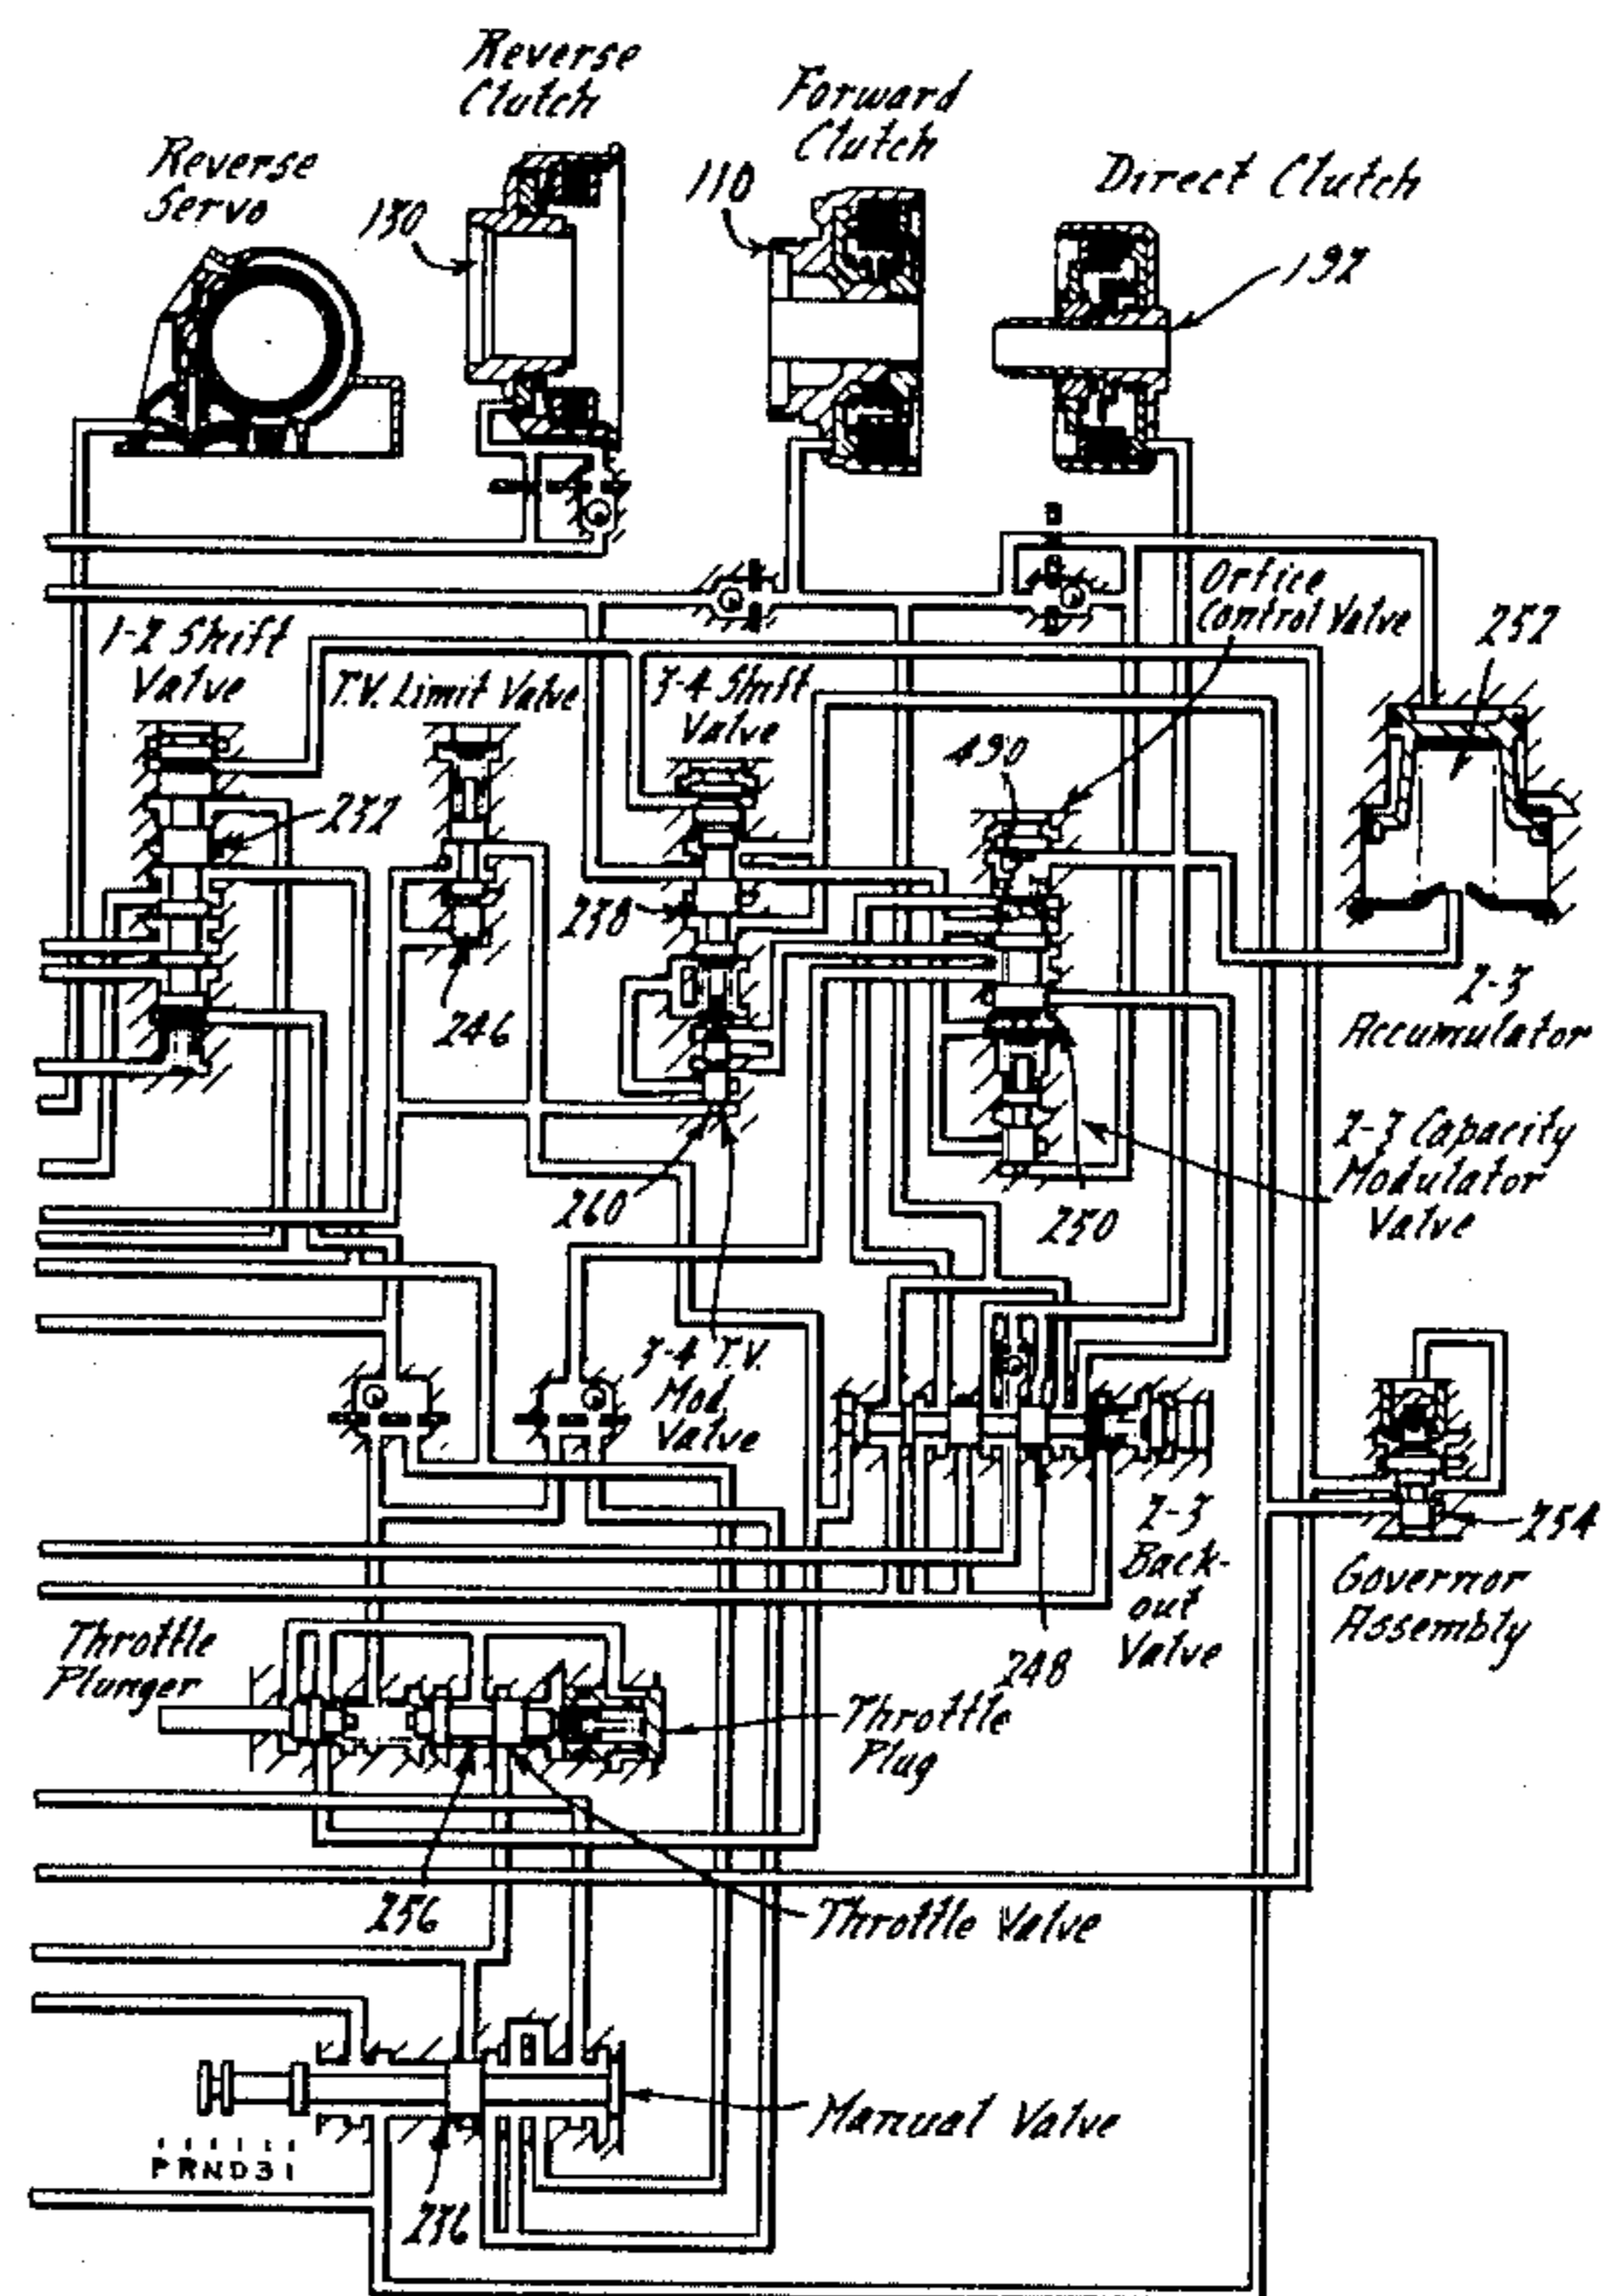 Reverse
Clutch
Forward
Clutch
Reverse
Servo
130
110
Direct Clutch
192
Orfice
Control Valve
252
1-2 Shift
Valve
T.V. Limit Valve
3-4 Shift
Valve
490
232
238
246
2-3
Accumulator
2-3 Capacity
Modulator
Valve
260
250
3-4 T.V.
Mod.
Valve
2-3
Back-
out
Valve
248
254
Governor
Assembly
Throttle
Plunger
Throttle
Plug
256
Throttle Valve
Manual Valve
PRND31
236